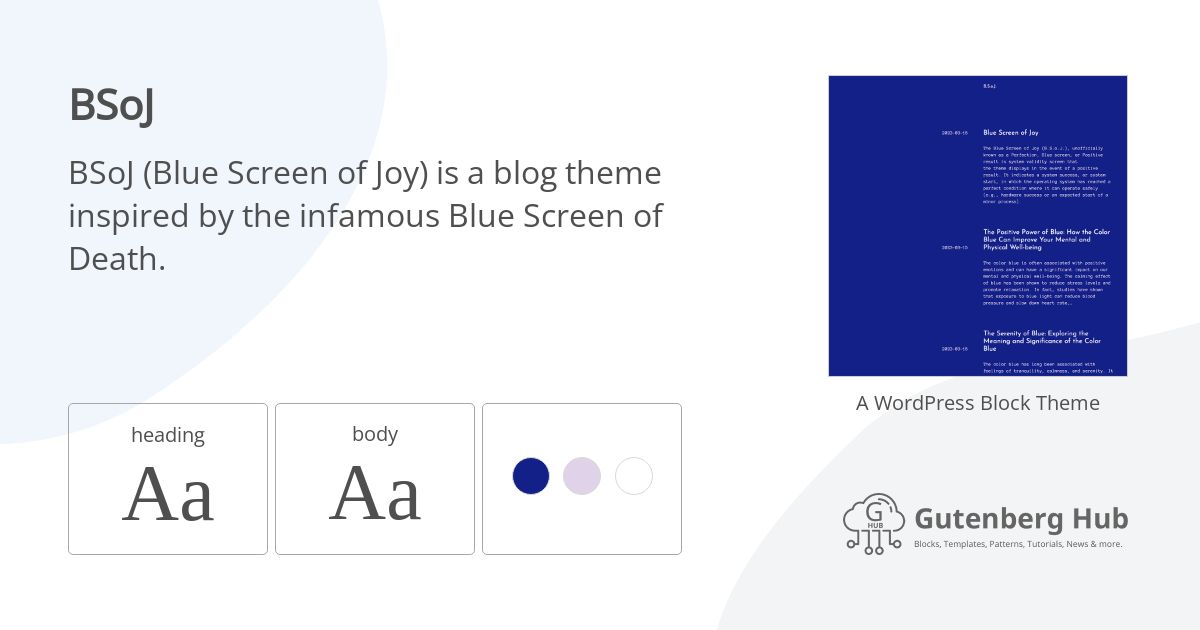 BSoJ
BSoJ (Blue Screen of Joy) is a blog theme
inspired by the infamous Blue Screen of
Death.
heading
Aa
body
Aa
B.S.o.J.
2023-03-16
Blue Screen of Joy
The Blue Screen of Joy (B.S.o.J.), unofficially
known as a Perfection, Blue screen, or Positive
result is system validity screen that
the theme displays in the event of a positive
result. It indicates a system success, or system
start, in which the operating system has reached a
perfect condition where it can operate safely
(e.g., hardware success or an expected start of a
minor process).
The Positive Power of Blue: How the Color
Blue Can Improve Your Mental and
Physical Well-being
The color blue is often associated with positive
emotions and can have a significant impact on our
mental and physical well-being. The calming effect
of blue has been shown to reduce stress levels and
promote relaxation. In fact, studies have shown
that exposure to blue light can reduce blood
pressure and slow down heart rate,…
The Serenity of Blue: Exploring the
Meaning and Significance of the Color
Blue
The color blue has long been associated with
feelings of tranquility, calmness, and serenity. It
A WordPress Block Theme
G
HUB
Gutenberg Hub
Blocks, Templates, Patterns, Tutorials, News & more.